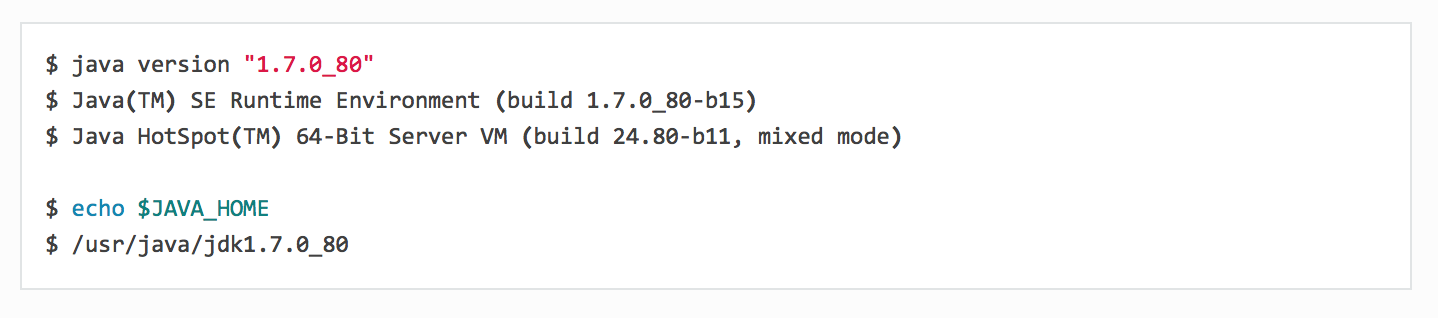 $ java version "1.7.0_80"
$ Java(TM) SE Runtime Environment (build 1.7.0_80-b15)
$ Java HotSpot(TM) 64-Bit Server VM (build 24.80-b11, mixed mode)
$ echo $JAVA_HOME
$ /usr/java/jdk1.7.0_80